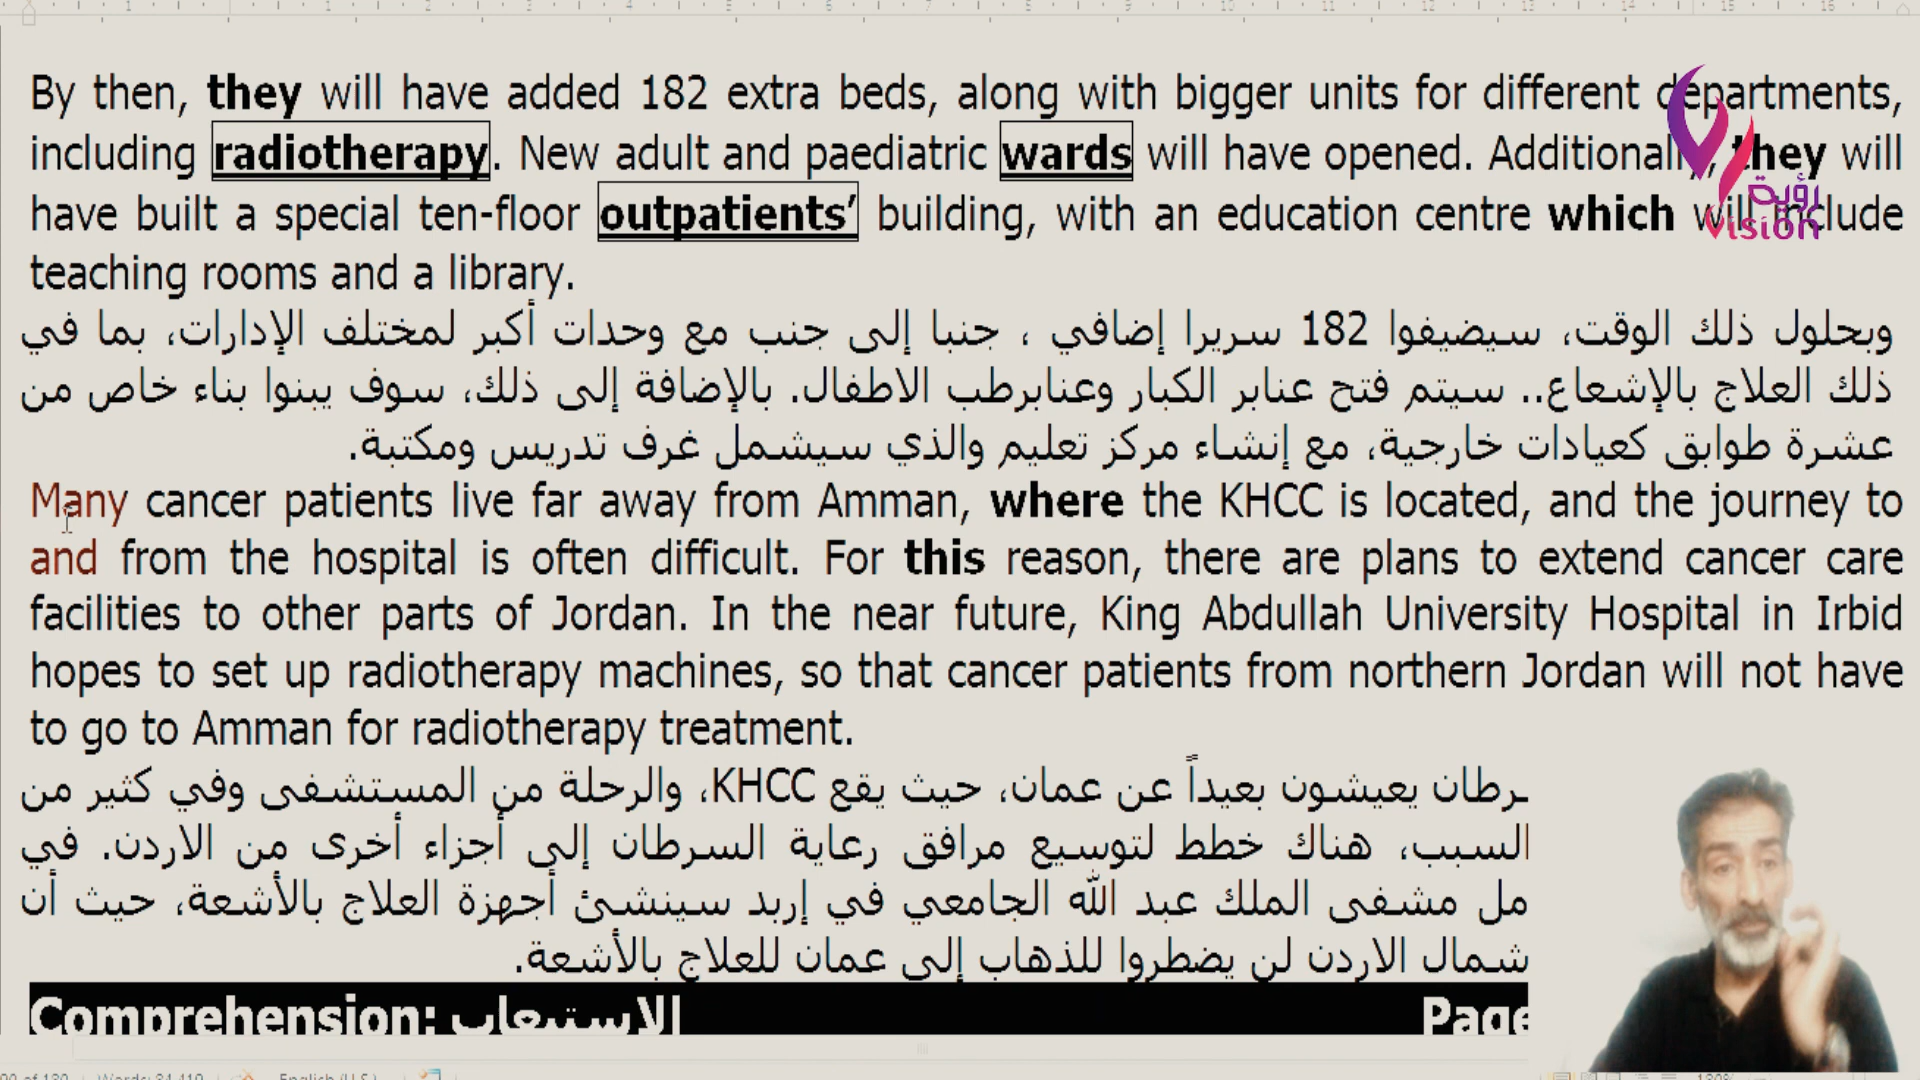 By then, they will have added 182 extra beds, along with bigger units for different departments,
including radiotherapy. New adult and paediatric wards will have opened. Additionally, they will
have built a special ten-floor outpatients’ building, with an education centre which will include
teaching rooms and a library.
وبحلول ذلك الوقت، سيضيفوا 182 سريرا إضافي ، جنبا إلى جنب مع وحدات أكبر لمختلف الإدارات، بما في
ذلك العلاج بالإشعاع.. سيتم فتح عنابر الكبار وعنابرطب الاطفال. بالإضافة إلى ذلك، سوف يبنوا بناء خاص من
عشرة طوابق كعيادات خارجية، مع إنشاء مركز تعليم والذي سيشمل غرف تدريس ومكتبة.
Many cancer patients live far away from Amman, where the KHCC is located, and the journey to
and from the hospital is often difficult. For this reason, there are plans to extend cancer care
facilities to other parts of Jordan. In the near future, King Abdullah University Hospital in Irbid
hopes to set up radiotherapy machines, so that cancer patients from northern Jordan will not have
to go to Amman for radiotherapy treatment.
يعيشون بعيداً عن عمان، حيث يقع KHCC، والرحلة من المستشفى وفي كثير من
السبب، هناك خطط لتوسيع مرافق رعاية السرطان إلى أجزاء أخرى من الاردن. في
مشفى الملك عبد الله الجامعي في إربد سينشئ أجهزة العلاج بالأشعة، حيث أن
شمال الاردن لن يضطروا للذهاب إلى عمان للعلاج بالأشعة.
Comprehension: الاستيعاب Page
رؤية
vision
English (U.S.)